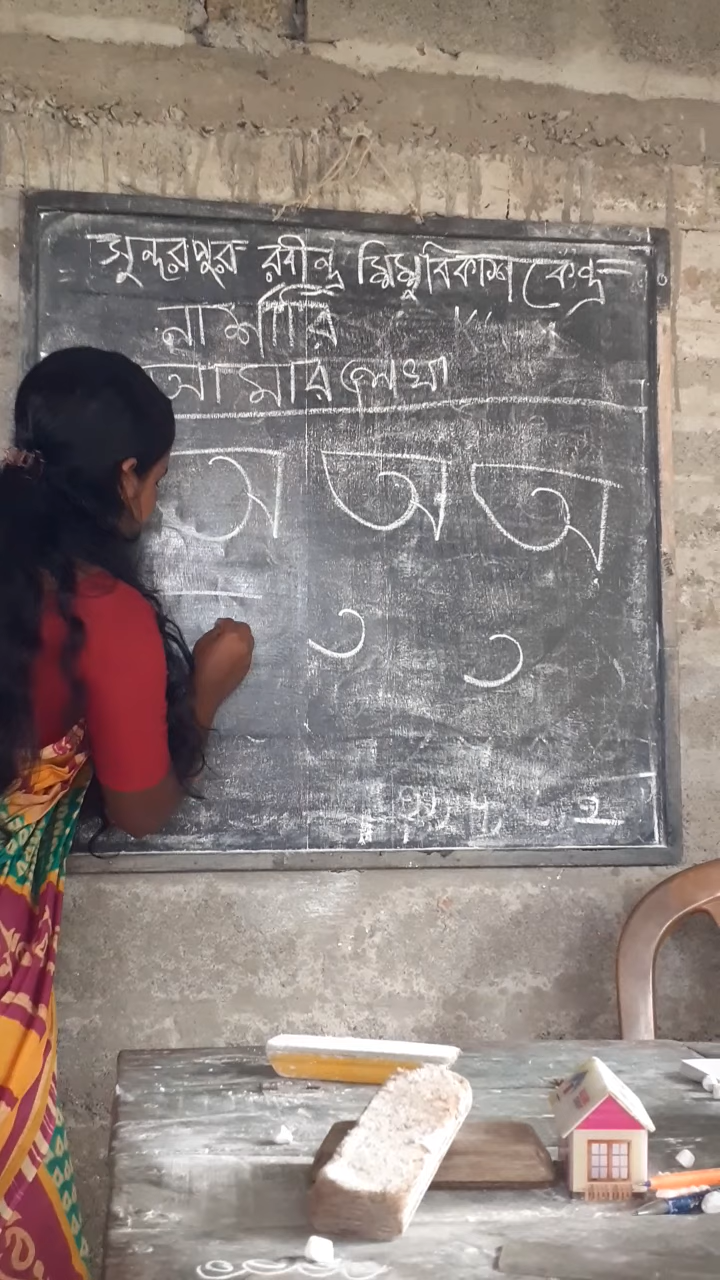 সুন্দরপুর রবীন্দ্র শিশুবিকাশ কেন্দ্র
নার্শারি
আমার লেখা
অ অ অ